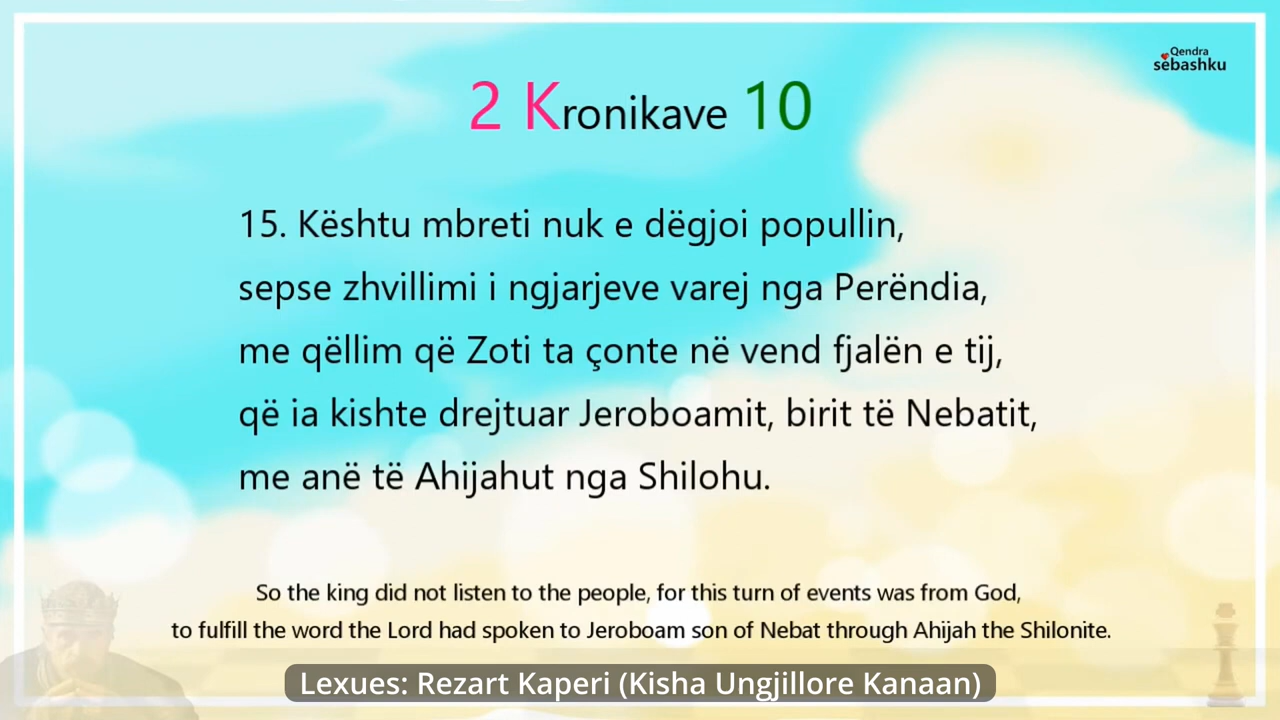 Qendra
sëbashku
2 Kronikave 10
15. Kështu mbreti nuk e dëgjoi popullin,
sepse zhvillimi i ngjarjeve varej nga Perëndia,
me qëllim që Zoti ta çonte në vend fjalën e tij,
që ia kishte drejtuar Jeroboamit, birit të Nebatit,
me anë të Ahijahut nga Shilohu.
So the king did not listen to the people, for this turn of events was from God,
to fulfill the word the Lord had spoken to Jeroboam son of Nebat through Ahijah the Shilonite.
Lexues: Rezart Kaperi (Kisha Ungjillore Kanaan)